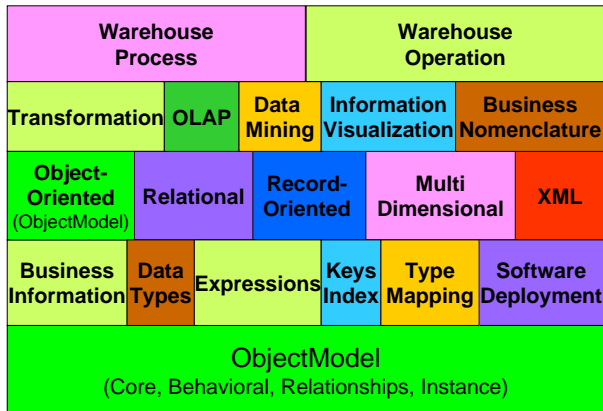 Warehouse
Process
Warehouse
Operation
Transformation
OLAP
Data
Mining
Information
Visualization
Business
Nomenclature
Object-
Oriented
(ObjectModel)
Relational
Record-
Oriented
Multi
Dimensional
XML
Business
Information
Data
Types
Expressions
Keys
Index
Type
Mapping
Software
Deployment
ObjectModel
(Core, Behavioral, Relationships, Instance)